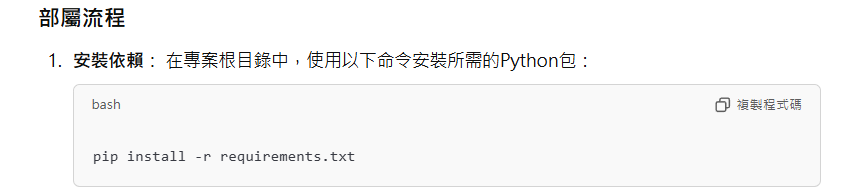 部屬流程
1. 安裝依賴： 在專案根目錄中，使用以下命令安裝所需的Python包：
bash 複製程式碼
pip install -r requirements.txt